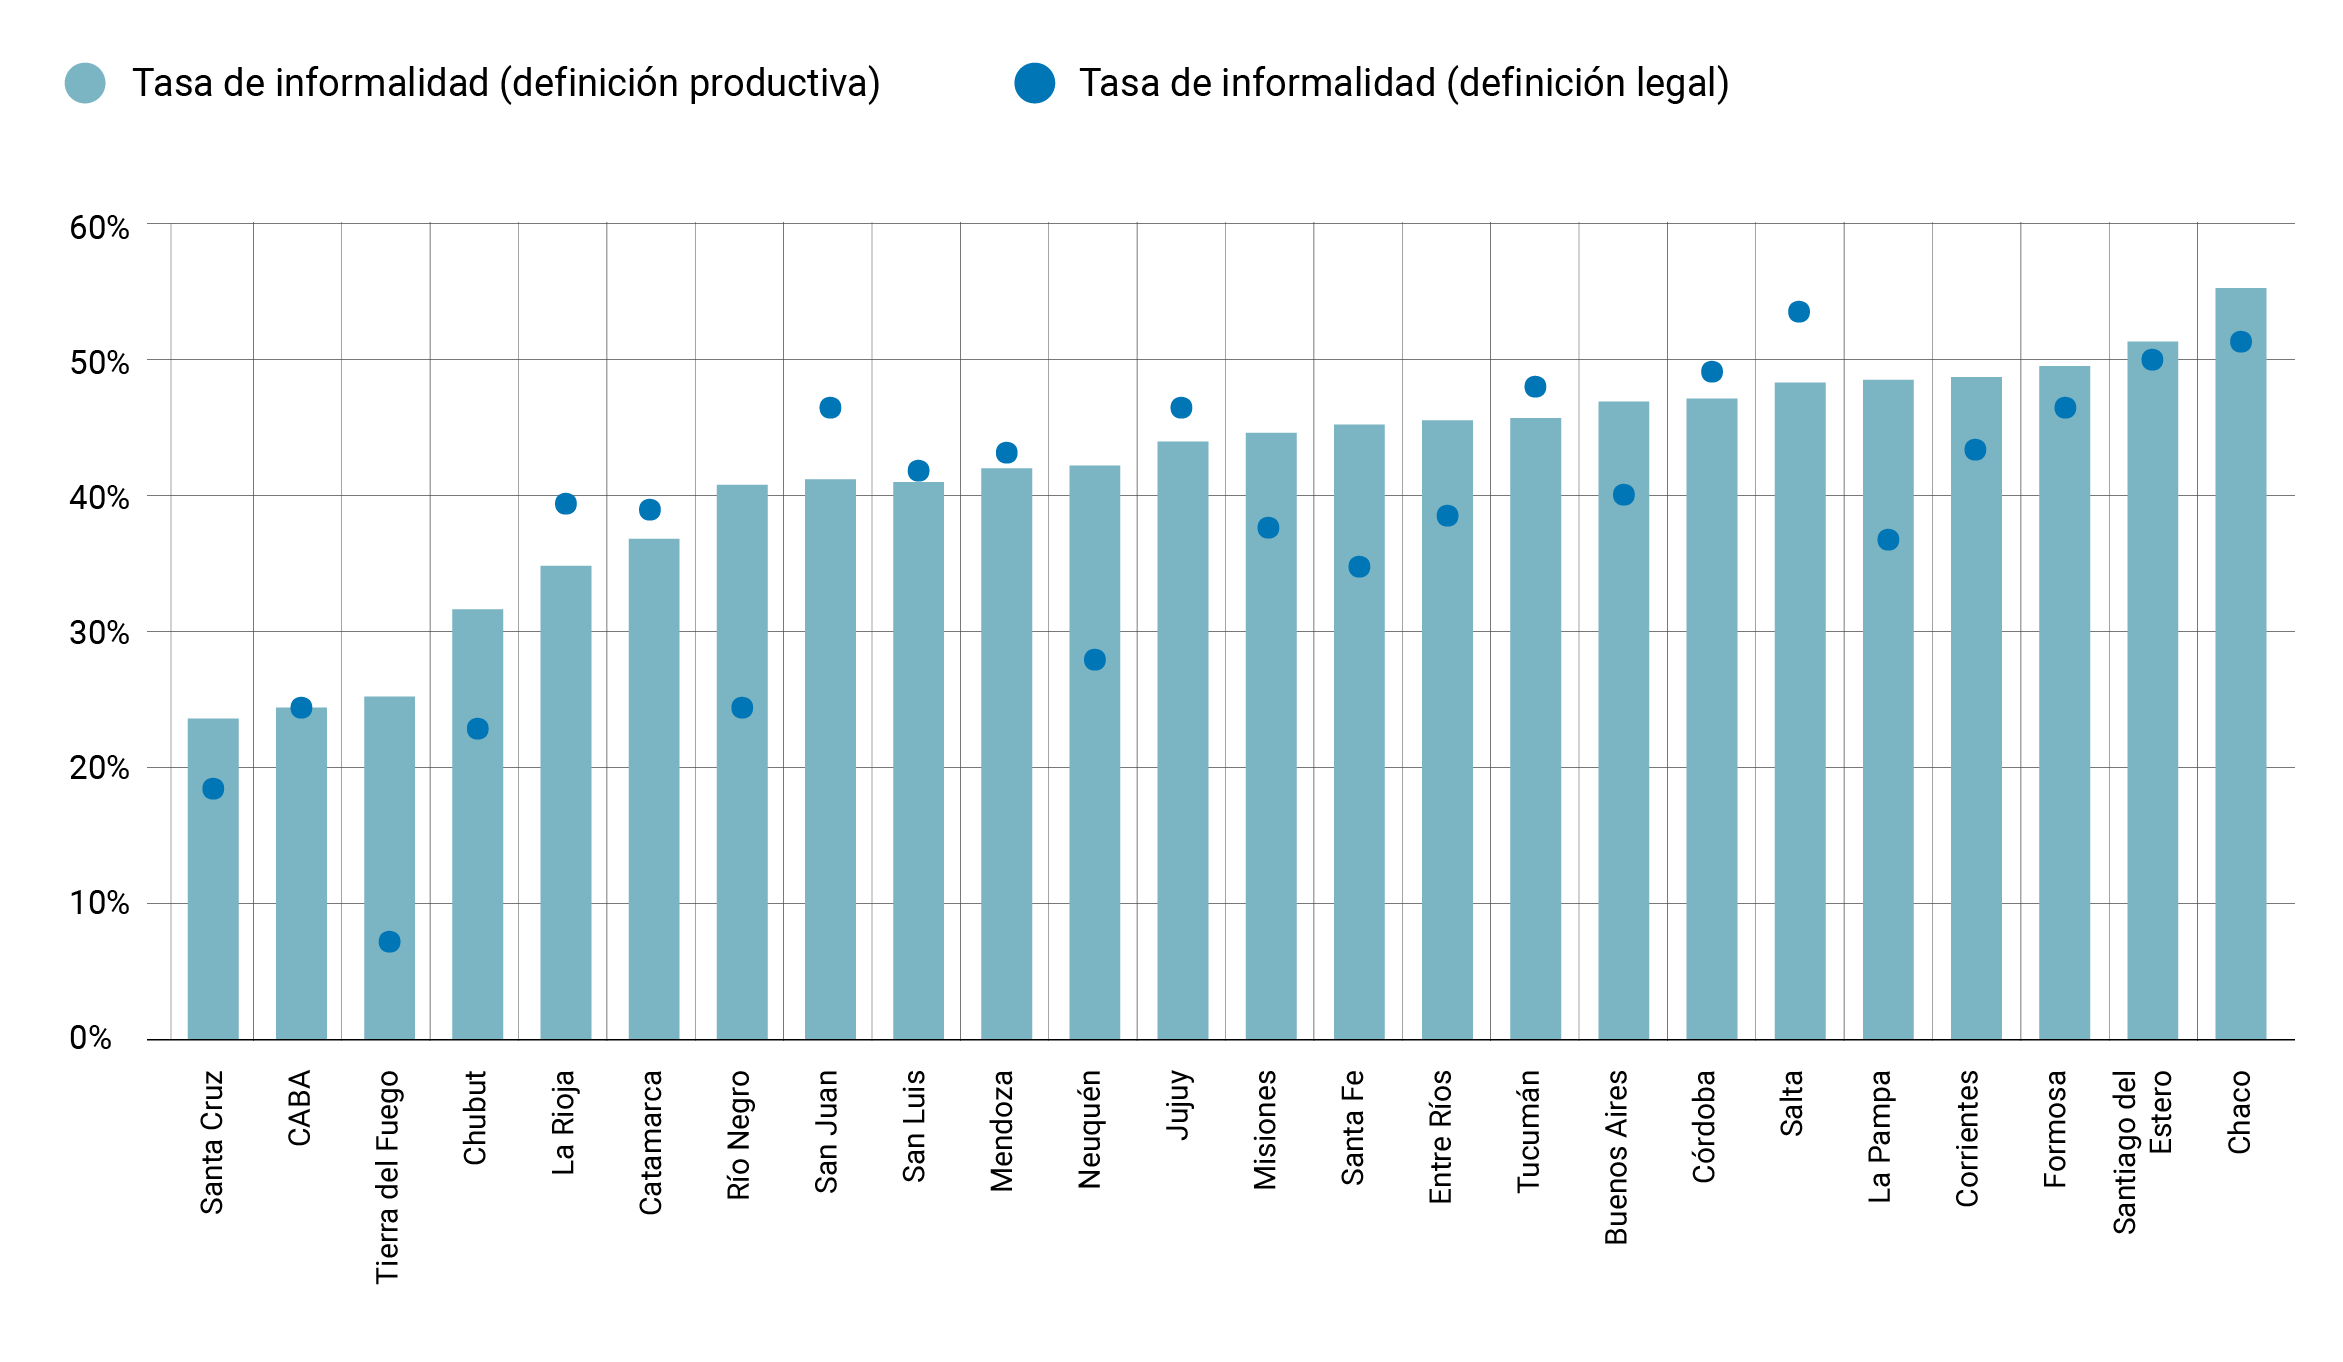 Tasa de informalidad (definición productiva)
Tasa de informalidad (definición legal)
60%
50%
40%
30%
20%
10%
0%
Santa Cruz
CABA
Tierra del Fuego
Chubut
La Rioja
Catamarca
Río Negro
San Juan
San Luis
Mendoza
Neuquén
Jujuy
Misiones
Santa Fe
Entre Ríos
Tucumán
Buenos Aires
Córdoba
Salta
La Pampa
Corrientes
Formosa
Santiago del
Estero
Chaco